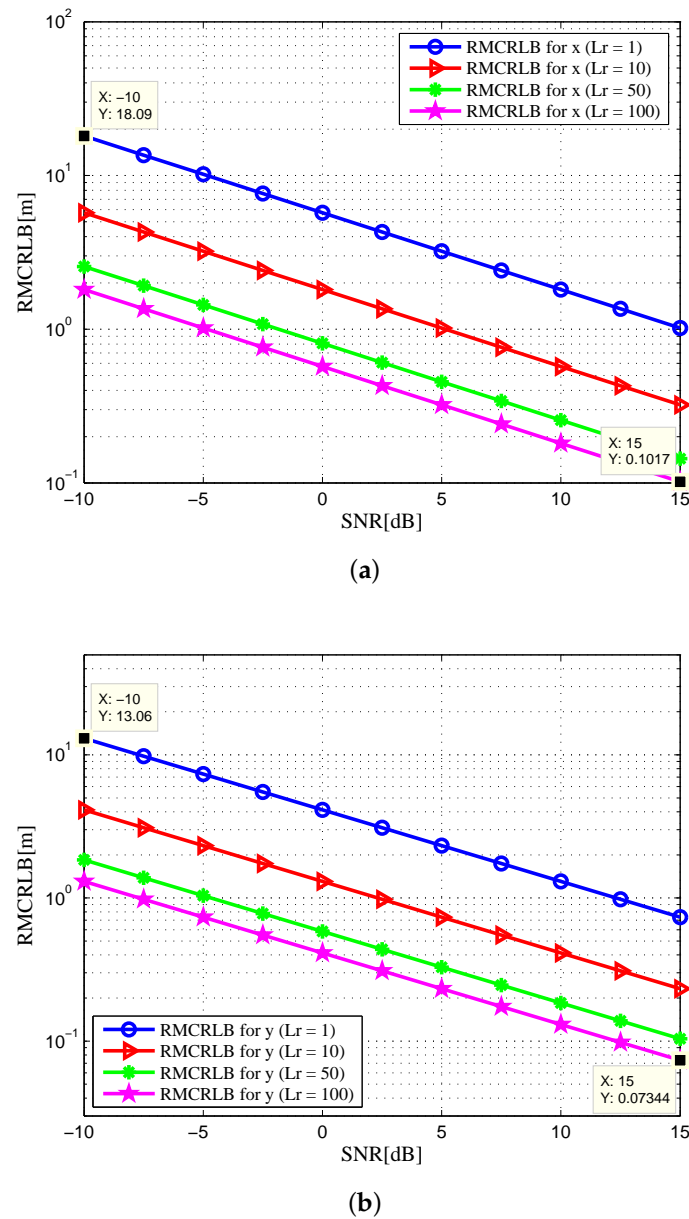 10^2
RMCRLB for x (Lr = 1)
RMCRLB for x (Lr = 10)
RMCRLB for x (Lr = 50)
RMCRLB for x (Lr = 100)
X: −10
Y: 18.09
10^1
RMCRLB[m]
10^0
X: 15
Y: 0.1017
10^−1
−10 −5 0 5 10 15
SNR[dB]
(a)
X: −10
Y: 13.06
10^1
RMCRLB[m]
10^0
10^−1
RMCRLB for y (Lr = 1)
RMCRLB for y (Lr = 10)
RMCRLB for y (Lr = 50)
RMCRLB for y (Lr = 100)
X: 15
Y: 0.07344
−10 −5 0 5 10 15
SNR[dB]
(b)